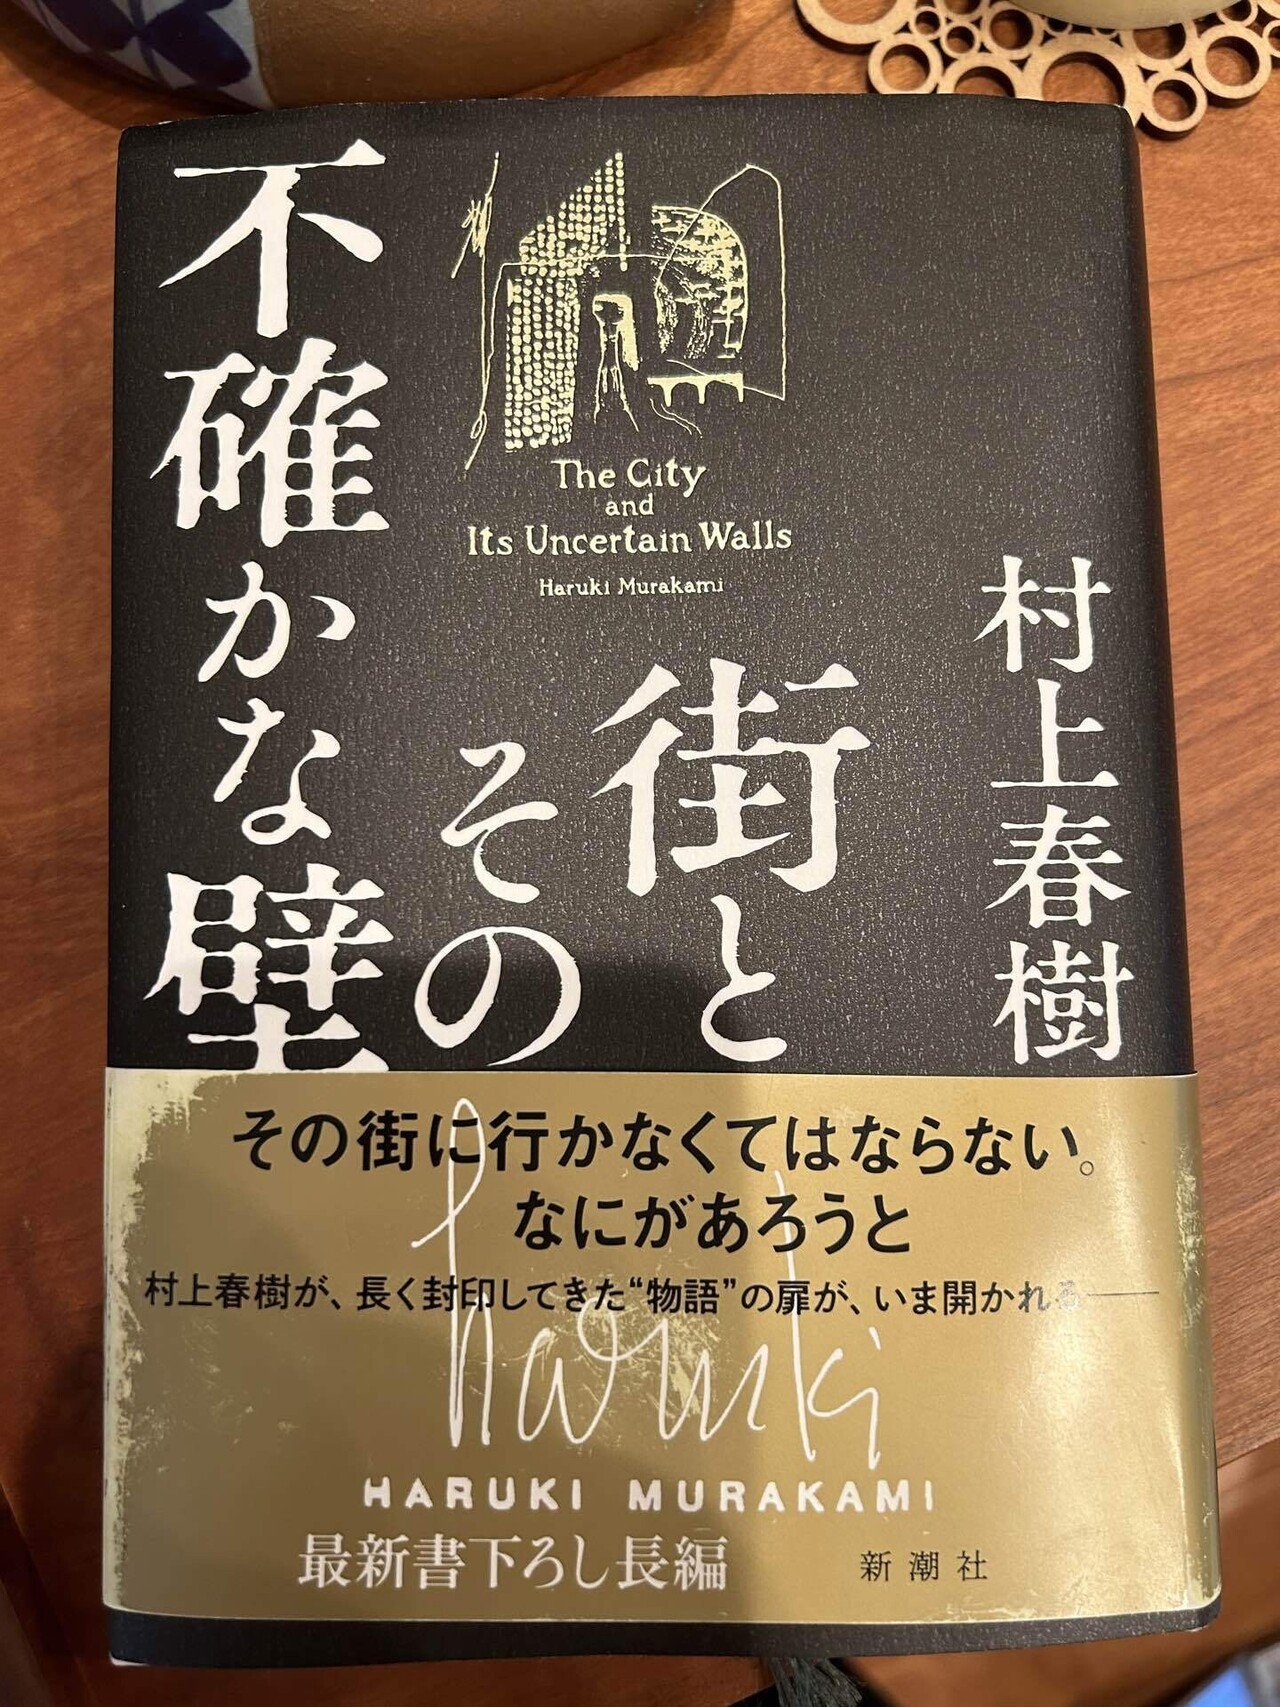 The City
and
Its Uncertain Walls
Haruki Murakami
村上春樹
街と
その
不確かな壁
その街に行かなくてはならない。
なにがあろうと
村上春樹が、長く封印してきた“物語”の扉が、いま開かれる――
haruki
HARUKI MURAKAMI
最新書下ろし長編
新潮社